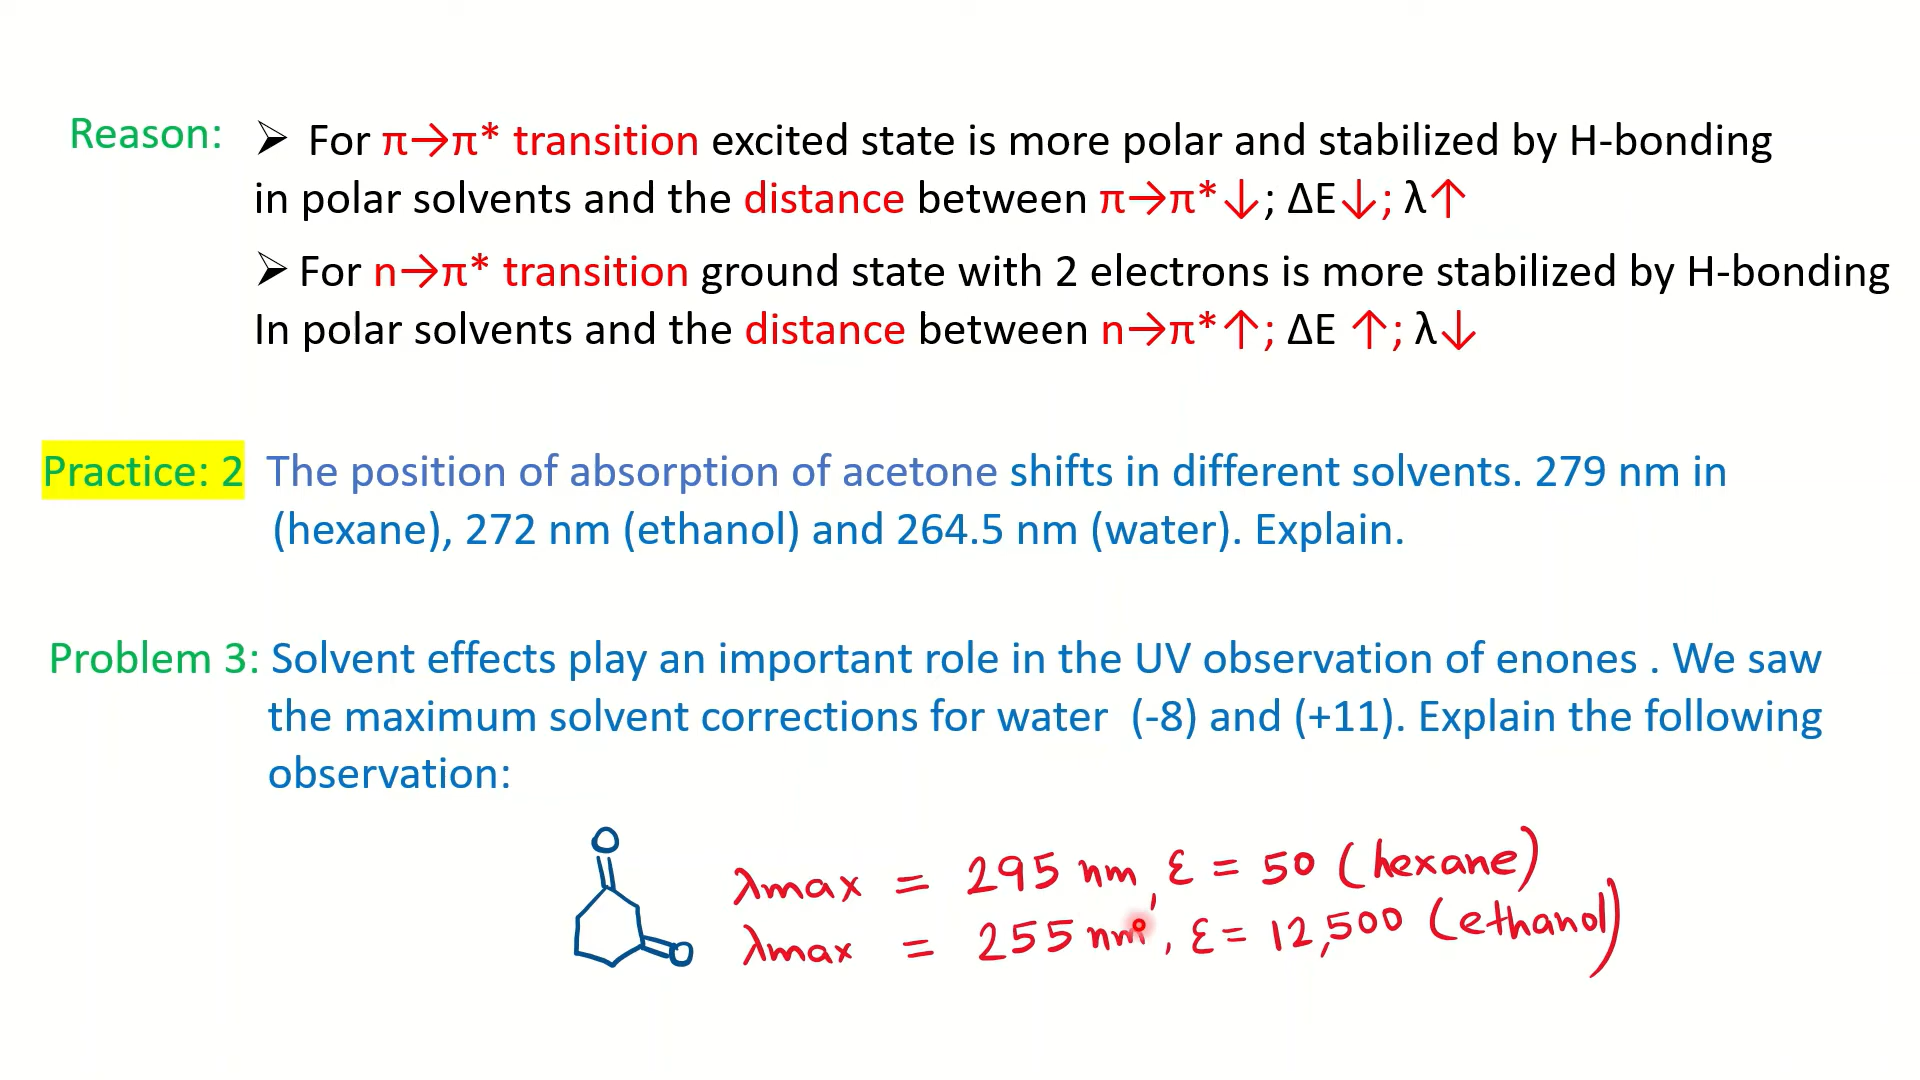 Reason: ➢ For π→π* transition excited state is more polar and stabilized by H-bonding
in polar solvents and the distance between π→π*↓; ΔE↓; λ↑
➢ For n→π* transition ground state with 2 electrons is more stabilized by H-bonding
In polar solvents and the distance between n→π*↑; ΔE ↑; λ↓
Practice: 2 The position of absorption of acetone shifts in different solvents. 279 nm in
(hexane), 272 nm (ethanol) and 264.5 nm (water). Explain.
Problem 3: Solvent effects play an important role in the UV observation of enones . We saw
the maximum solvent corrections for water (-8) and (+11). Explain the following
observation:
O
λmax = 295 nm, ε = 50 (hexane)
λmax = 255 nm, ε = 12,500 (ethanol)
O